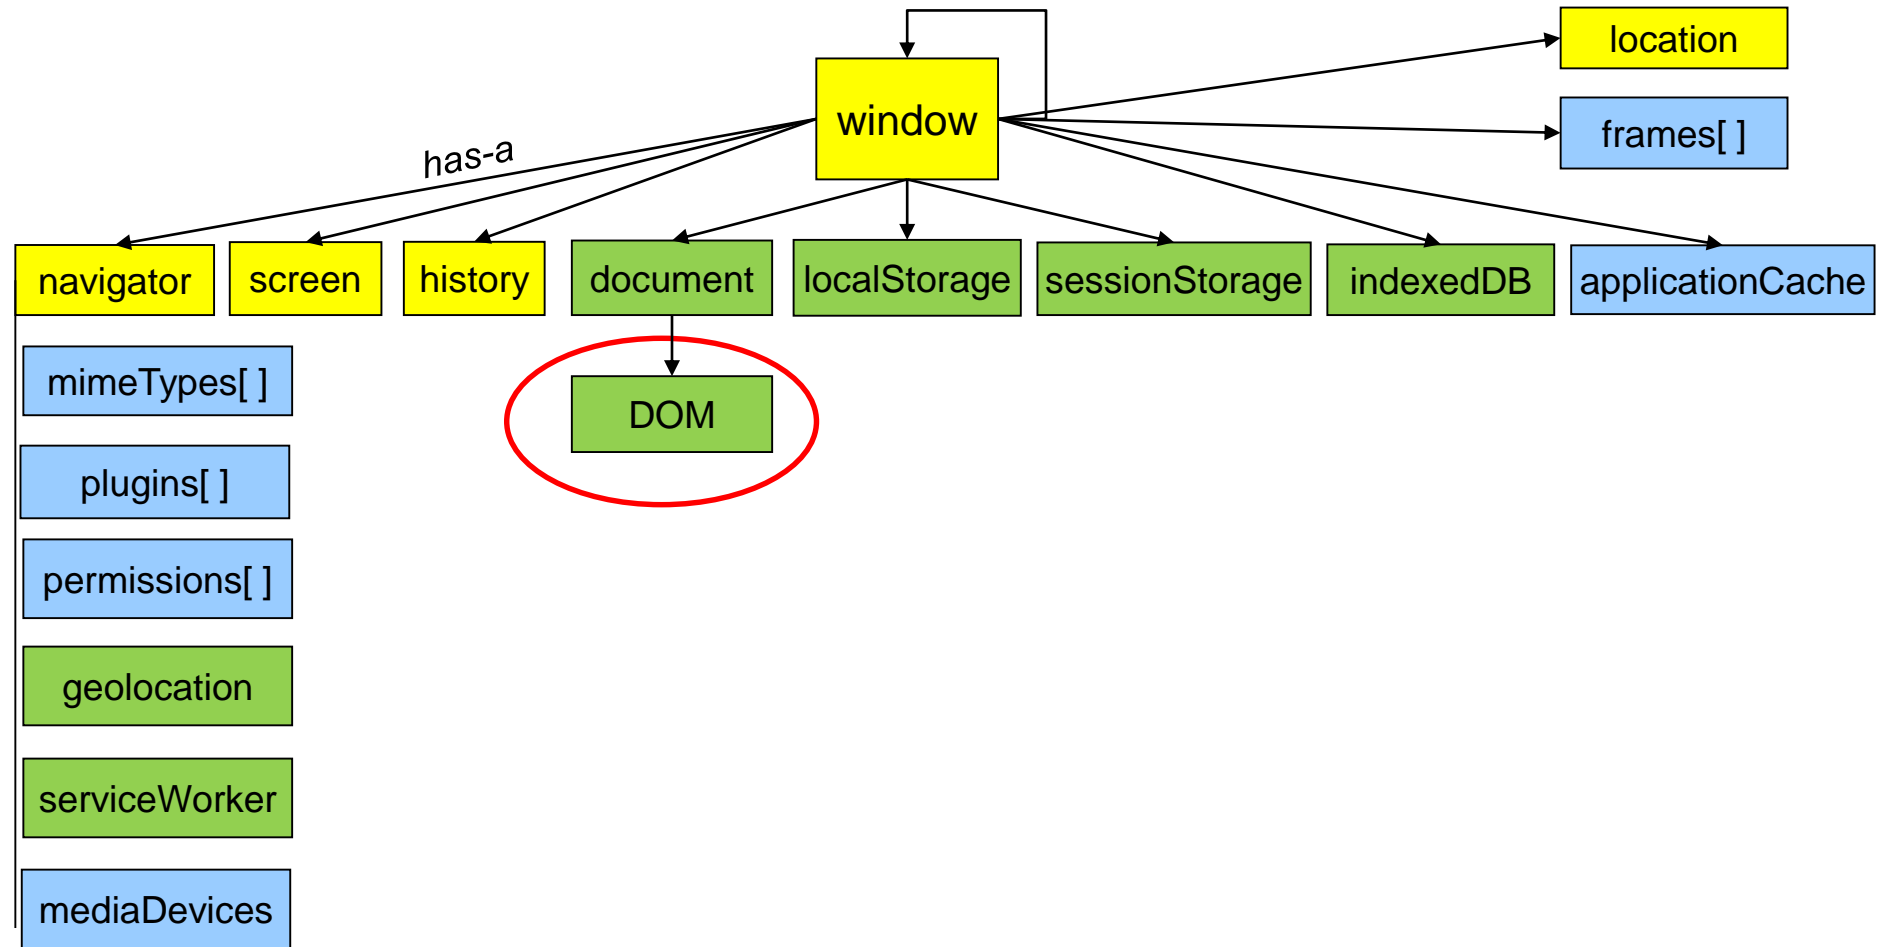 location
window
frames[ ]
has-a
navigator
screen
history
document
localStorage
sessionStorage
indexedDB
applicationCache
mimeTypes[ ]
DOM
plugins[ ]
permissions[ ]
geolocation
serviceWorker
mediaDevices